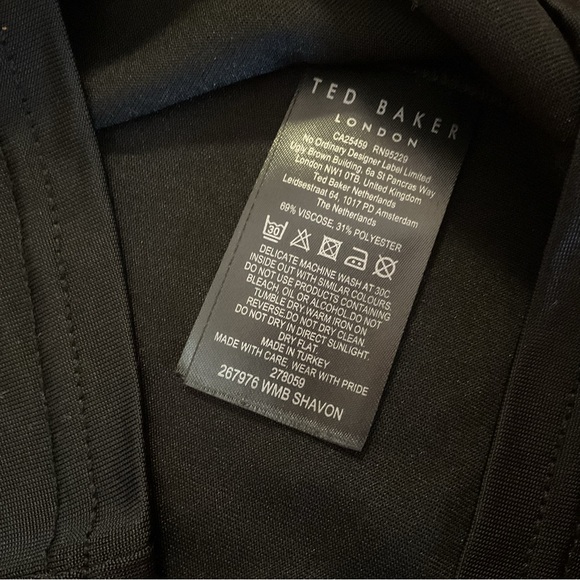 TED BAKER
LONDON
CA25459 RN95229
No Ordinary Designer Label Limited
Ugly Brown Building, 6a St Pancras Way
London NW1 0TB, United Kingdom
Ted Baker Netherlands
Leidsestraat 64, 1017 PD Amsterdam
The Netherlands
69% VISCOSE, 31% POLYESTER
30
DELICATE MACHINE WASH AT 30C
INSIDE OUT WITH SIMILAR COLOURS.
DO NOT USE PRODUCTS CONTAINING
BLEACH, OIL OR ALCOHOL.DO NOT
TUMBLE DRY.WARM IRON ON
REVERSE.DO NOT DRY CLEAN.
DO NOT DRY IN DIRECT SUNLIGHT.
DRY FLAT
MADE IN TURKEY
MADE WITH CARE, WEAR WITH PRIDE
278059
267976 WMB SHAVON